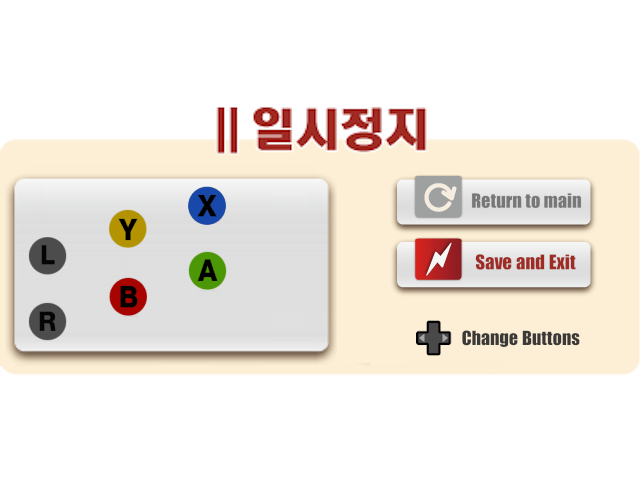 || 일시정지
X
Y
L
A
B
R
Return to main
Save and Exit
Change Buttons